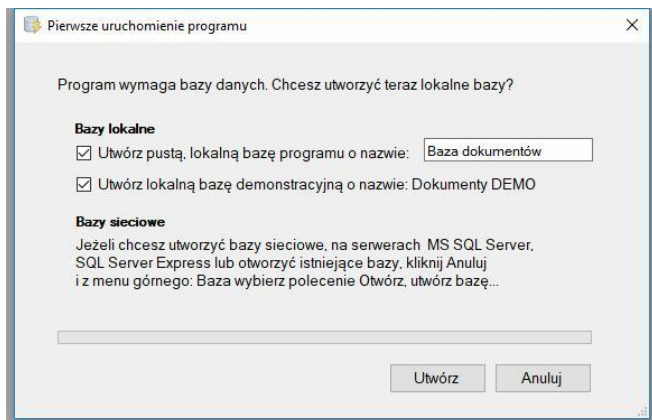 Pierwsze uruchomienie programu
Program wymaga bazy danych. Chcesz utworzyć teraz lokalne bazy?
Bazy lokalne
Utwórz pustą, lokalną bazę programu o nazwie: Baza dokumentów
Utwórz lokalną bazę demonstracyjną o nazwie: Dokumenty DEMO
Bazy sieciowe
Jeżeli chcesz utworzyć bazy sieciowe, na serwerach MS SQL Server,
SQL Server Express lub otworzyć istniejące bazy, kliknij Anuluj
i z menu górnego: Baza wybierz polecenie Otwórz, utwórz bazę...
Utwórz Anuluj